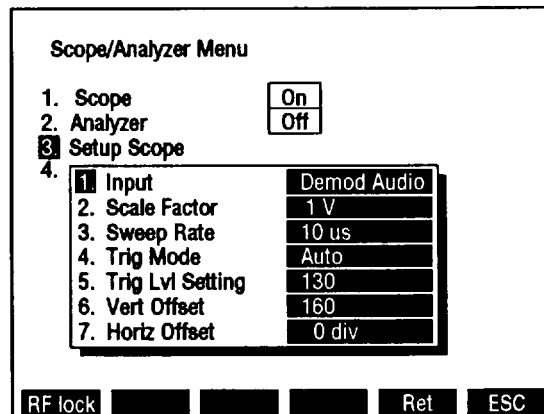 Scope/Analyzer Menu
1. Scope On
2. Analyzer Off
3. Setup Scope
4.
1. Input Demod Audio
2. Scale Factor 1 V
3. Sweep Rate 10 us
4. Trig Mode Auto
5. Trig Lvl Setting 130
6. Vert Offset 160
7. Horiz Offset 0 div
RF lock Ret ESC